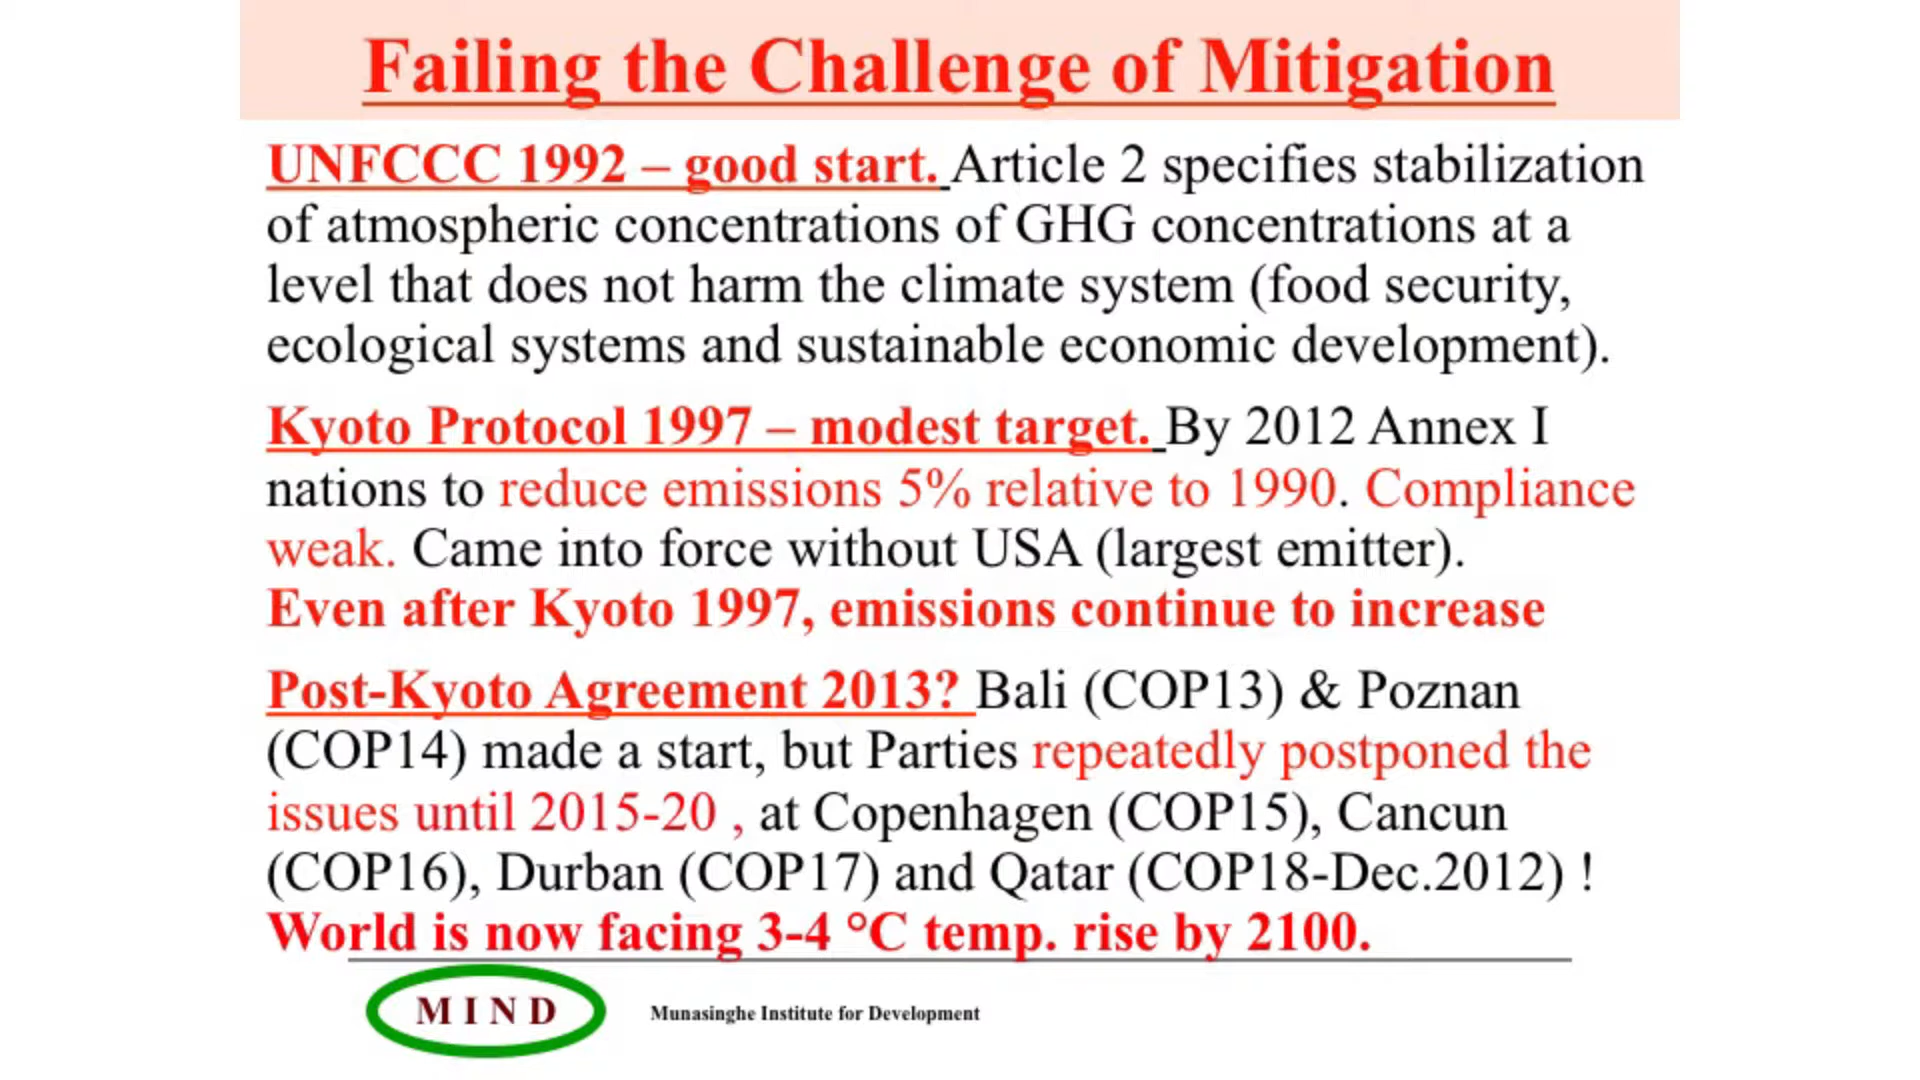 Failing the Challenge of Mitigation
UNFCCC 1992 – good start. Article 2 specifies stabilization
of atmospheric concentrations of GHG concentrations at a
level that does not harm the climate system (food security,
ecological systems and sustainable economic development).
Kyoto Protocol 1997 – modest target. By 2012 Annex I
nations to reduce emissions 5% relative to 1990. Compliance
weak. Came into force without USA (largest emitter).
Even after Kyoto 1997, emissions continue to increase
Post-Kyoto Agreement 2013? Bali (COP13) & Poznan
(COP14) made a start, but Parties repeatedly postponed the
issues until 2015-20 , at Copenhagen (COP15), Cancun
(COP16), Durban (COP17) and Qatar (COP18-Dec.2012) !
World is now facing 3-4 °C temp. rise by 2100.
M I N D
Munasinghe Institute for Development